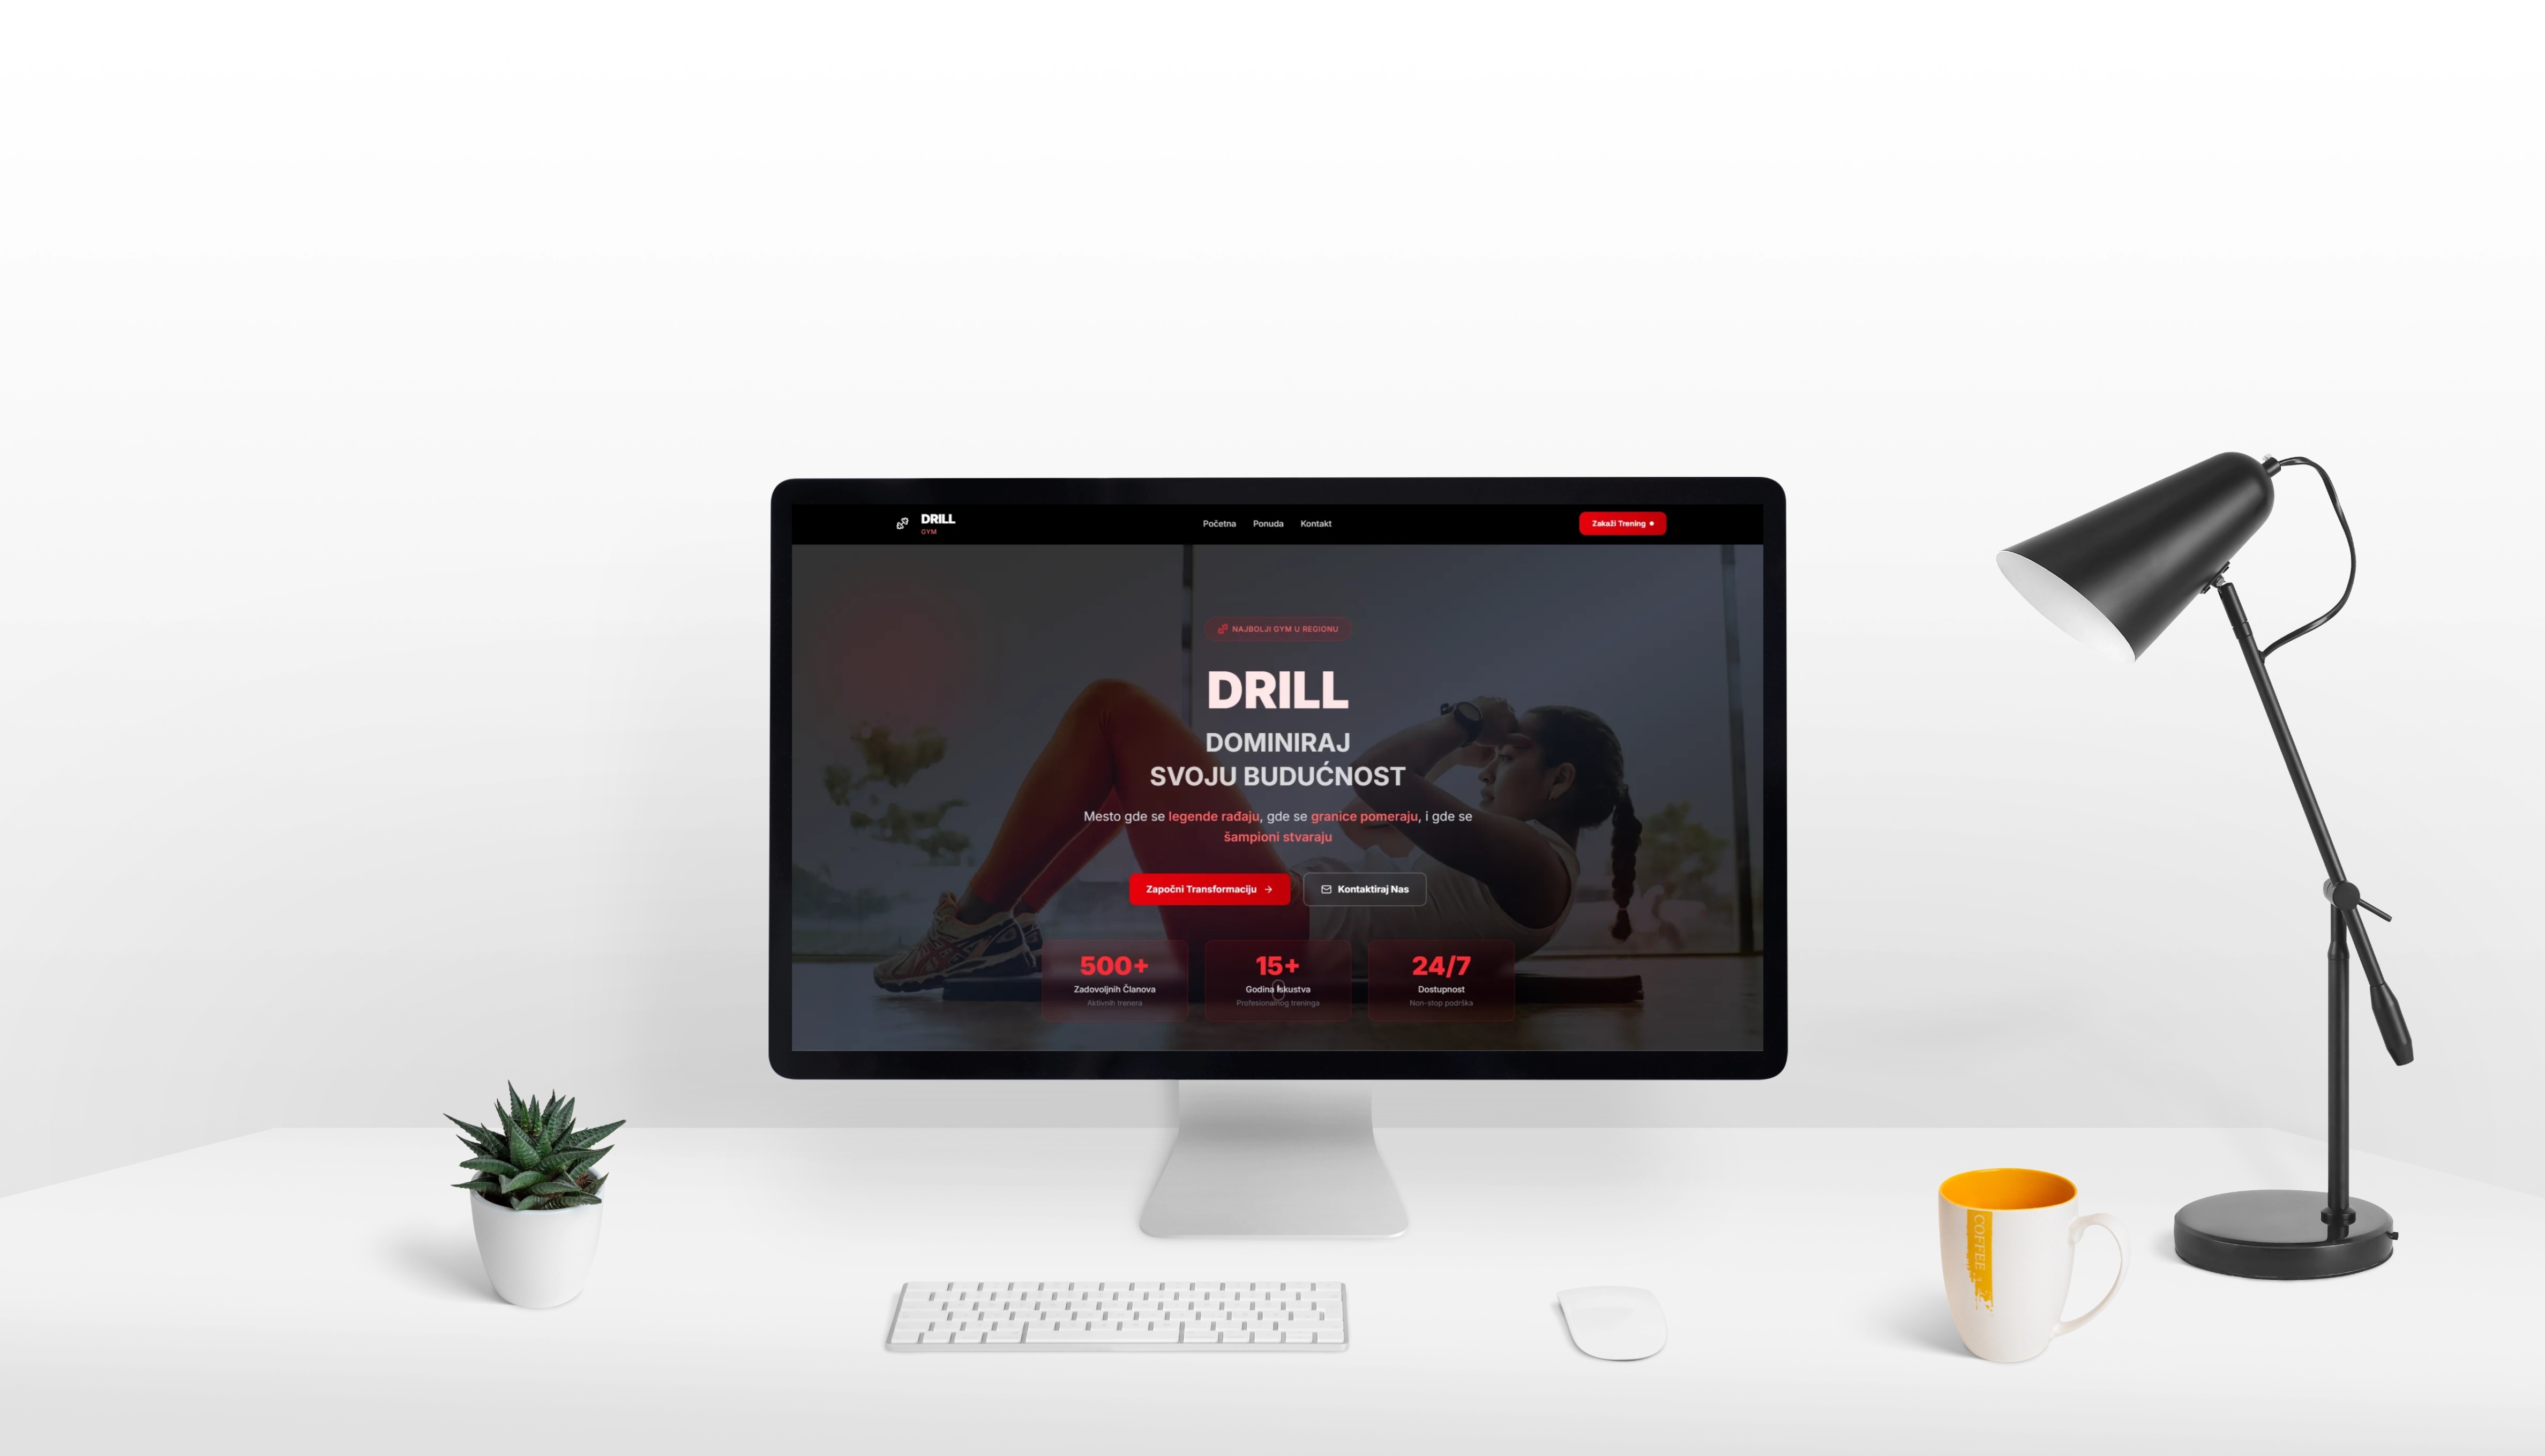 DRILL
GYM
Početna Ponuda Kontakt
Zakaži Trening
NAJBOLJI GYM U REGIONU
DRILL
DOMINIRAJ
SVOJU BUDUĆNOST
Mesto gde se legende rađaju, gde se granice pomeraju, i gde se
šampioni stvaraju
Započni Transformaciju
Kontaktiraj Nas
500+
Zadovoljnih Članova
Aktivnih trenera
15+
Godina Iskustva
Profesionalnog treninga
24/7
Dostupnost
Non-stop podrška
COFFEE